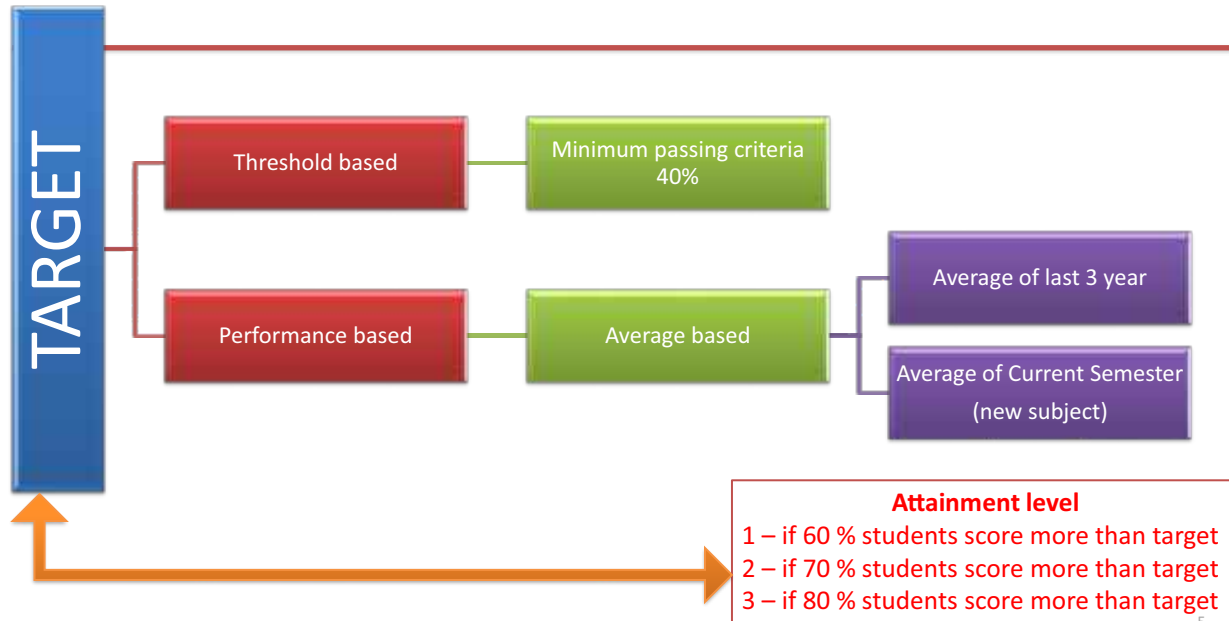 TARGET
Threshold based
Minimum passing criteria
40%
Performance based
Average based
Average of last 3 year
Average of Current Semester
(new subject)
Attainment level
1 – if 60 % students score more than target
2 – if 70 % students score more than target
3 – if 80 % students score more than target